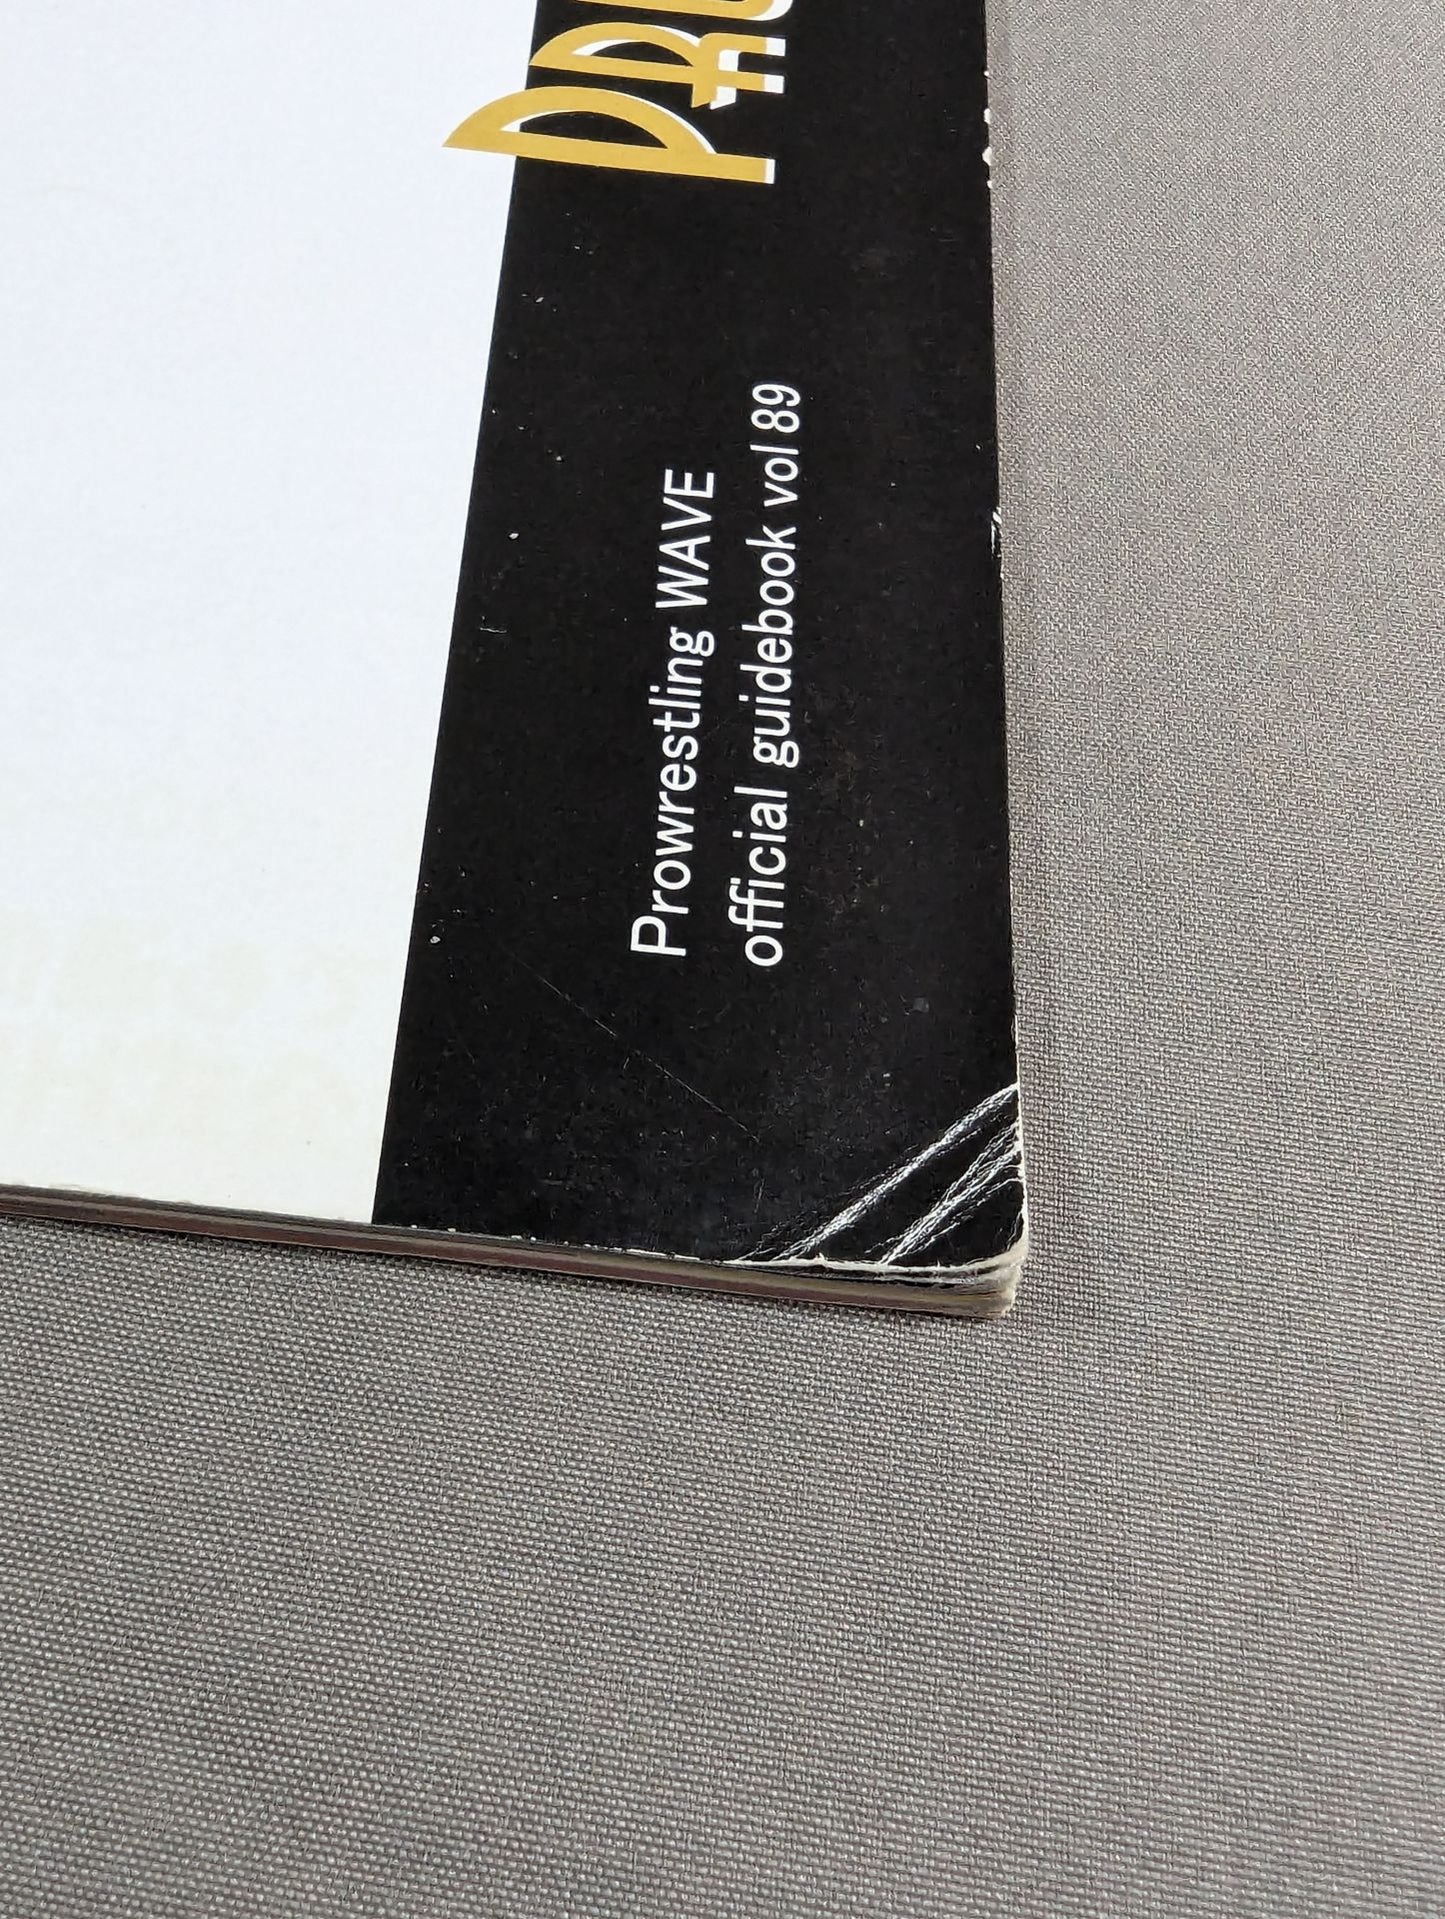 Prowrestling WAVE
official guidebook vol 89